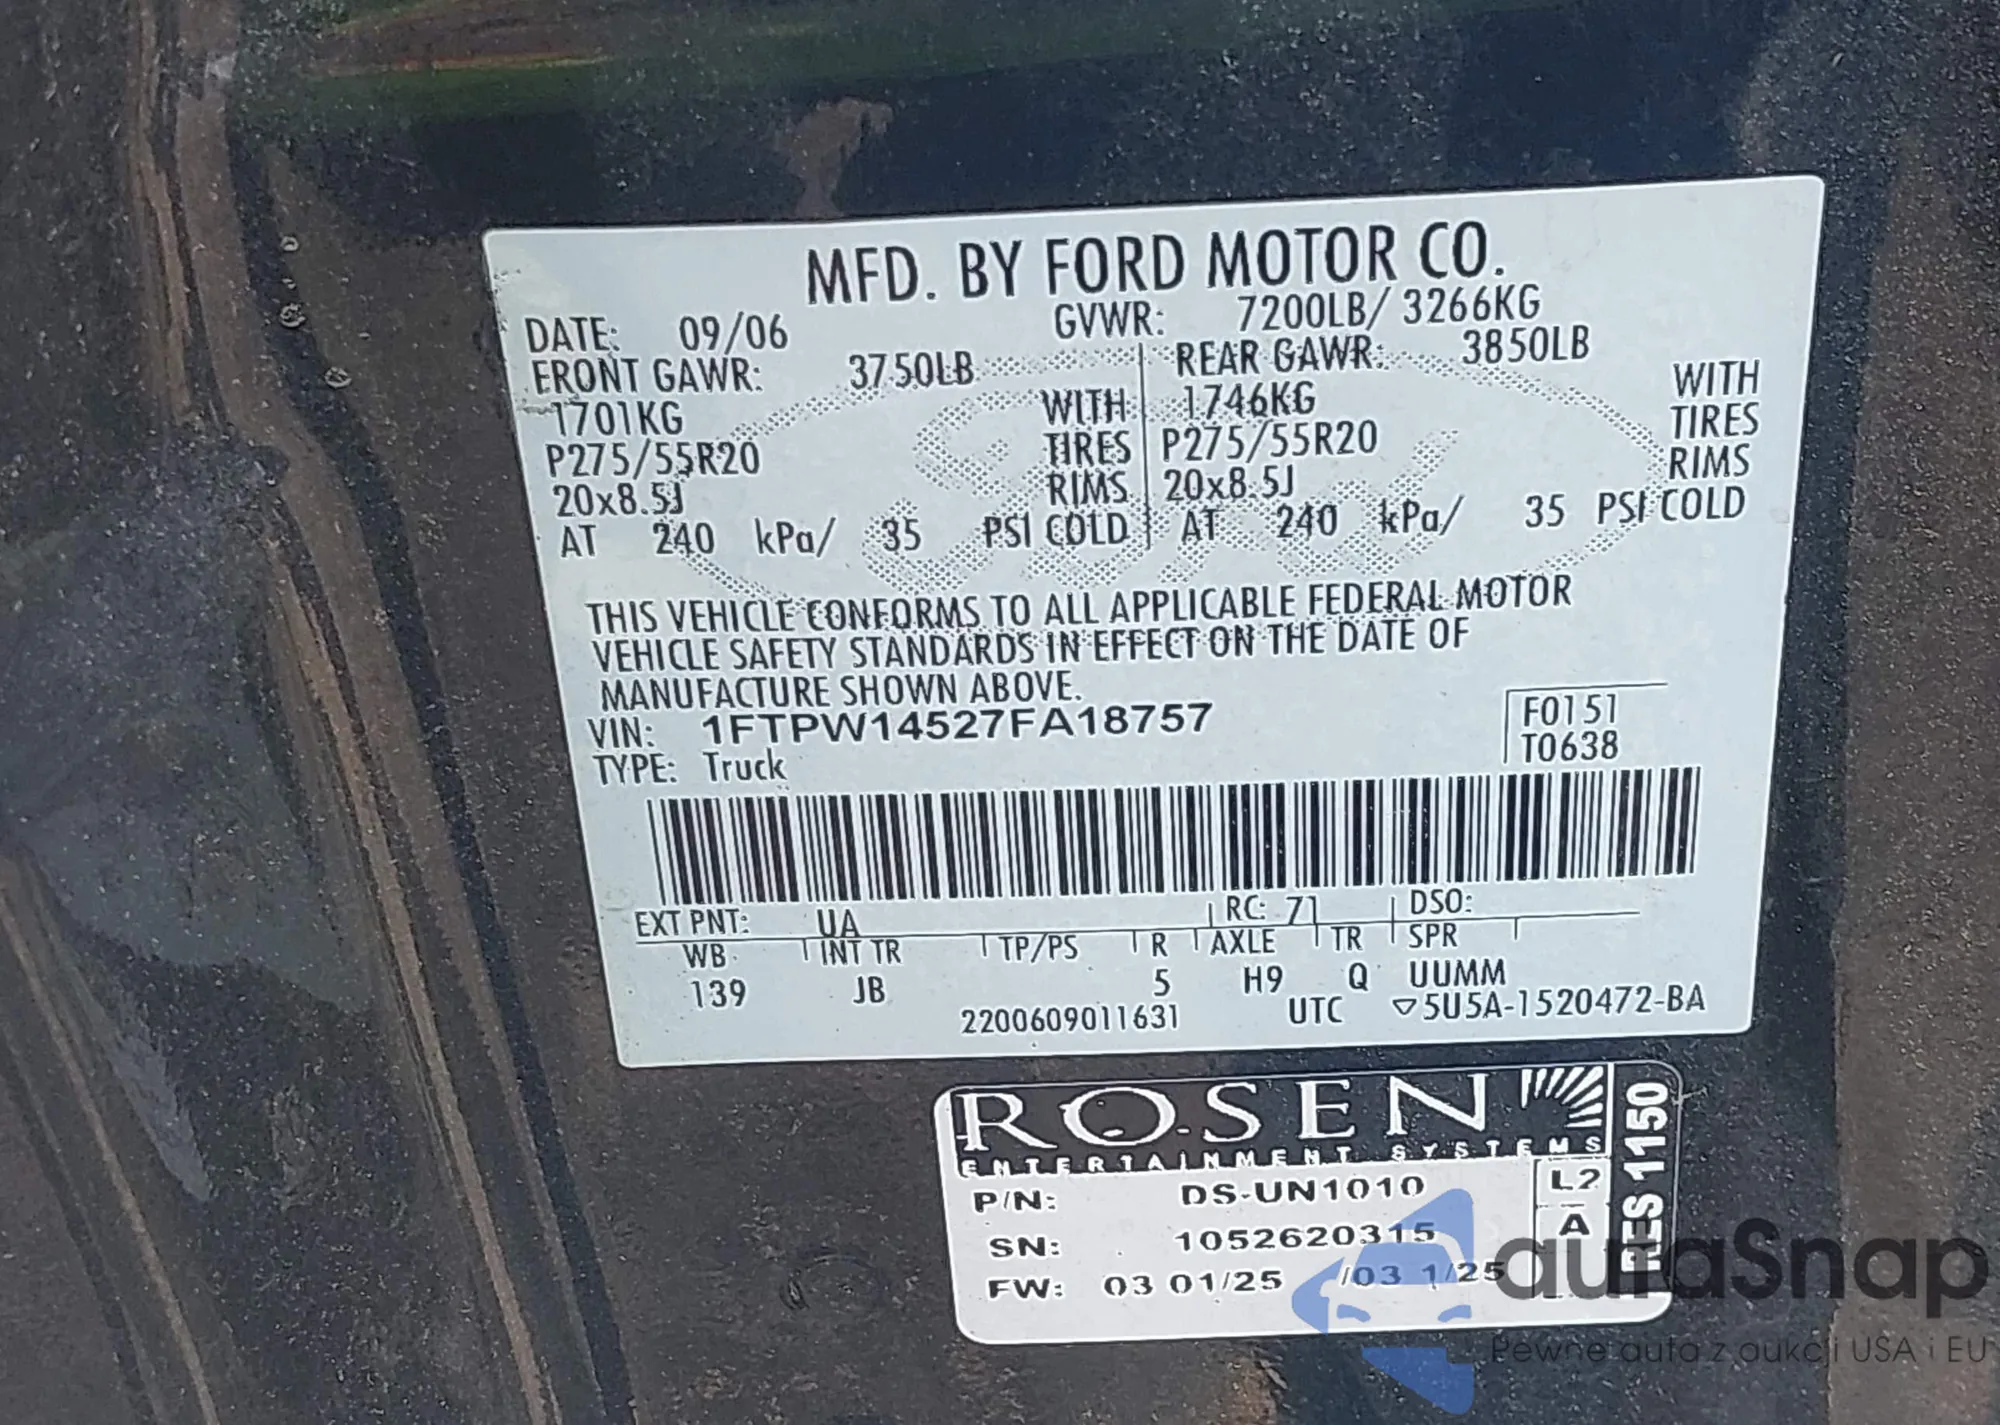 MFD. BY FORD MOTOR CO.
DATE: 09/06 GVWR: 7200LB/ 3266KG
FRONT GAWR: 3750LB REAR GAWR: 3850LB
1701KG WITH 1746KG WITH
P275/55R20 TIRES P275/55R20 TIRES
20x8.5J RIMS 20x8.5J RIMS
AT 240 kPa/ 35 PSI COLD AT 240 kPa/ 35 PSI COLD
THIS VEHICLE CONFORMS TO ALL APPLICABLE FEDERAL MOTOR
VEHICLE SAFETY STANDARDS IN EFFECT ON THE DATE OF
MANUFACTURE SHOWN ABOVE.
VIN: 1FTPW14527FA18757 F0151
TYPE: Truck T0638
EXT PNT: UA RC: 71 DSO:
WB INT TR TP/PS R AXLE TR SPR
139 JB 5 H9 Q UUMM
2200609011631 UTC ▽5U5A-1520472-BA
ROSEN
ENTERTAINMENT SYSTEMS
P/N: DS-UN1010 L2
SN: 1052620315 A
FW: 03 01/25 /03 1/25
RES 1150
autaSnap
Pewne auta z aukcji USA i EU